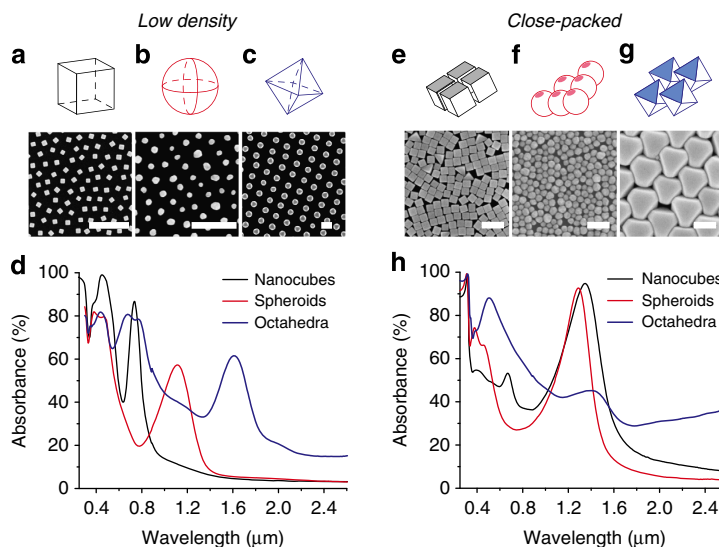 Low density
Close-packed
a b c e f g
d
100
80
60
40
20
0
Absorbance (%)
Nanocubes
Spheroids
Octahedra
0.4 0.8 1.2 1.6 2.0 2.4
Wavelength (μm)
h
100
80
60
40
20
0
Absorbance (%)
Nanocubes
Spheroids
Octahedra
0.4 0.8 1.2 1.6 2.0 2.4
Wavelength (μm)